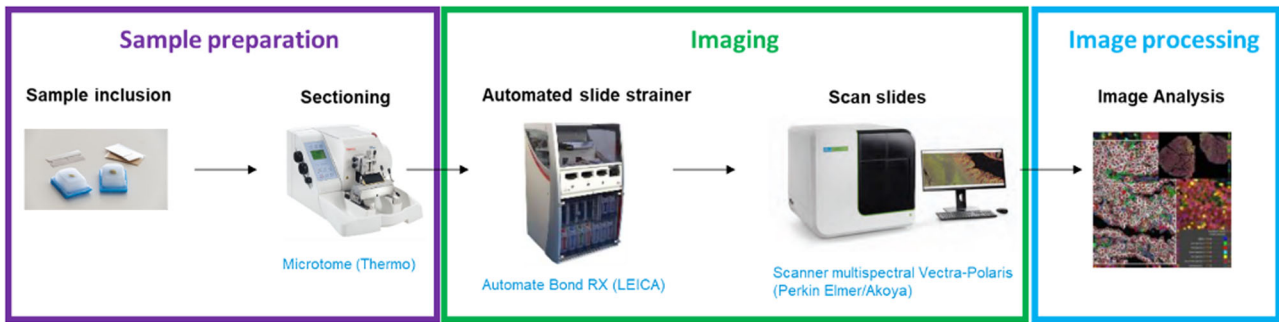 Sample preparation
Imaging
Image processing
Sample inclusion
Sectioning
Automated slide strainer
Scan slides
Image Analysis
Microtome (Thermo)
Automate Bond RX (LEICA)
Scanner multispectral Vectra-Polaris
(Perkin Elmer/Akoya)